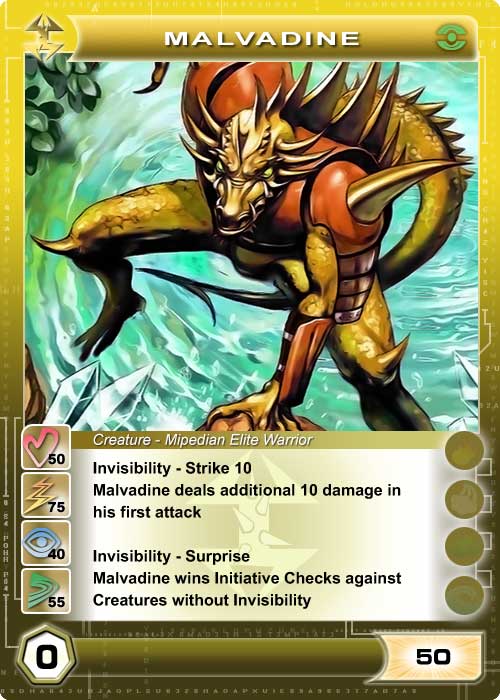 MALVADINE
Creature - Mipedian Elite Warrior
50
Invisibility - Strike 10
75
Malvadine deals additional 10 damage in
his first attack
40
Invisibility - Surprise
Malvadine wins Initiative Checks against
55
Creatures without Invisibility
0
50